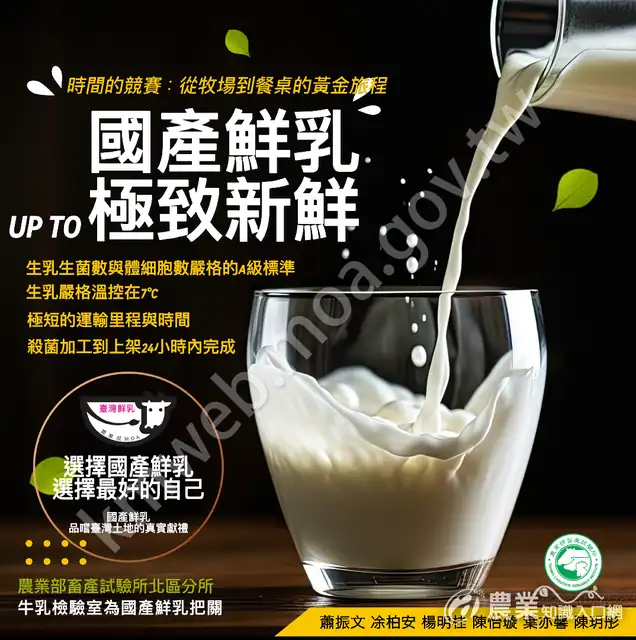 時間的競賽：從牧場到餐桌的黃金旅程
國產鮮乳
UP TO 極致新鮮
生乳生菌數與體細胞數嚴格的A級標準
生乳嚴格溫控在7°C
極短的運輸里程與時間
殺菌加工到上架24小時內完成
臺灣鮮乳
農業部MOA
選擇國產鮮乳
選擇最好的自己
國產鮮乳
品嚐臺灣土地的真實獻禮
農業部畜產試驗所北區分所
牛乳檢驗室為國產鮮乳把關
農業知識入口網
kmweb.moa.gov.tw
蕭振文 涂柏安 楊明桂 陳怡璇 葉亦馨 陳玥彤